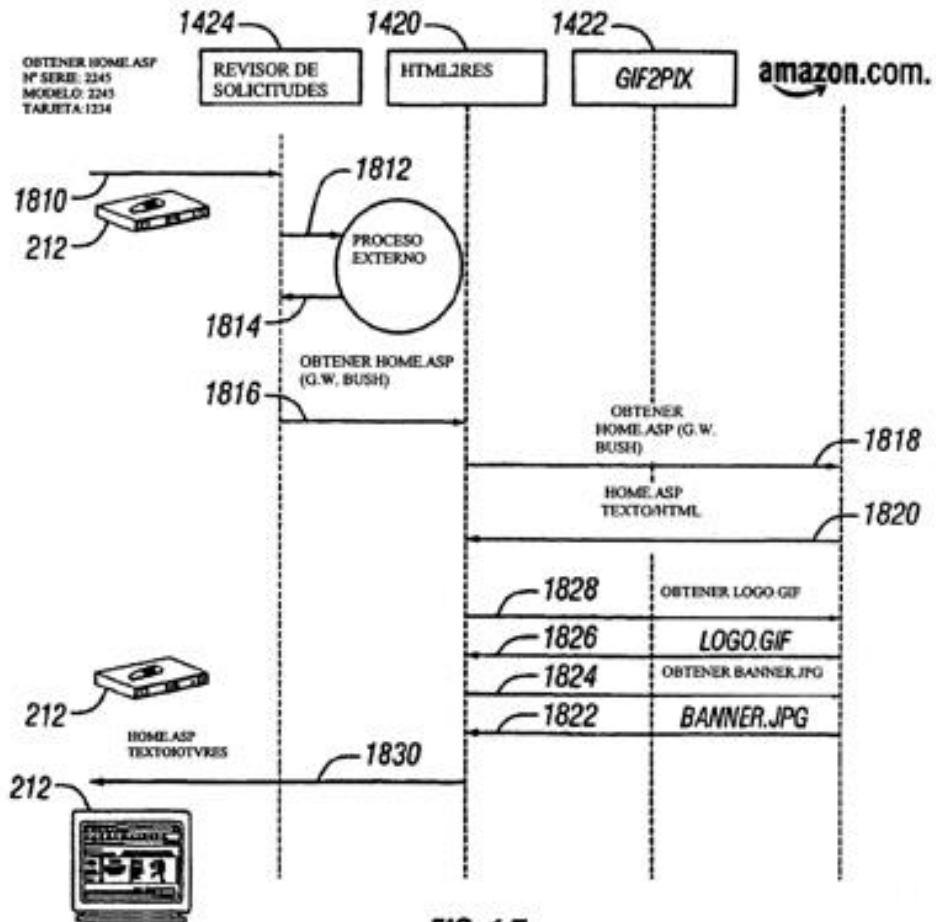 1424
1420
1422
OBTENER HOME.ASP
Nº SERIE: 2245
MODELO: 2245
TARJETA:1234
REVISOR DE
SOLICITUDES
HTML2RES
GIF2PIX
amazon.com.
1810
212
1812
PROCESO
EXTERNO
1814
OBTENER HOME.ASP
(G.W. BUSH)
1816
OBTENER
HOME.ASP (G.W.
BUSH)
1818
HOME.ASP
TEXTO/HTML
1820
1828
OBTENER LOGO.GIF
1826
LOGO.GIF
1824
OBTENER BANNER.JPG
1822
BANNER.JPG
212
HOME.ASP
TEXTO/OTVRES
1830
212